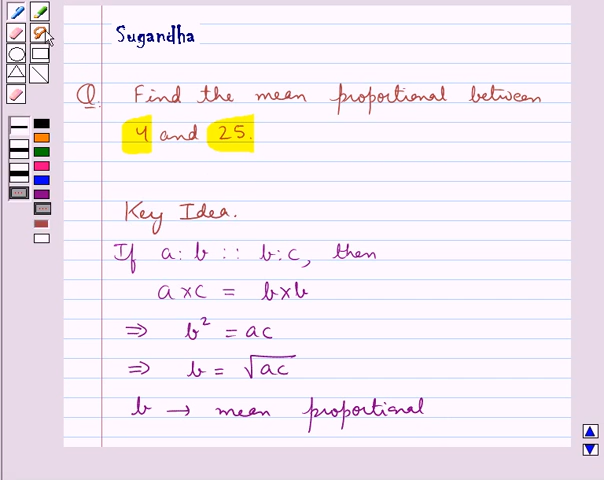 Sugandha
Q. Find the mean proportional between
4 and 25.
Key Idea.
If a : b :: b : c, then
a × c = b × b
⇒ b² = ac
⇒ b = √ac
b → mean proportional